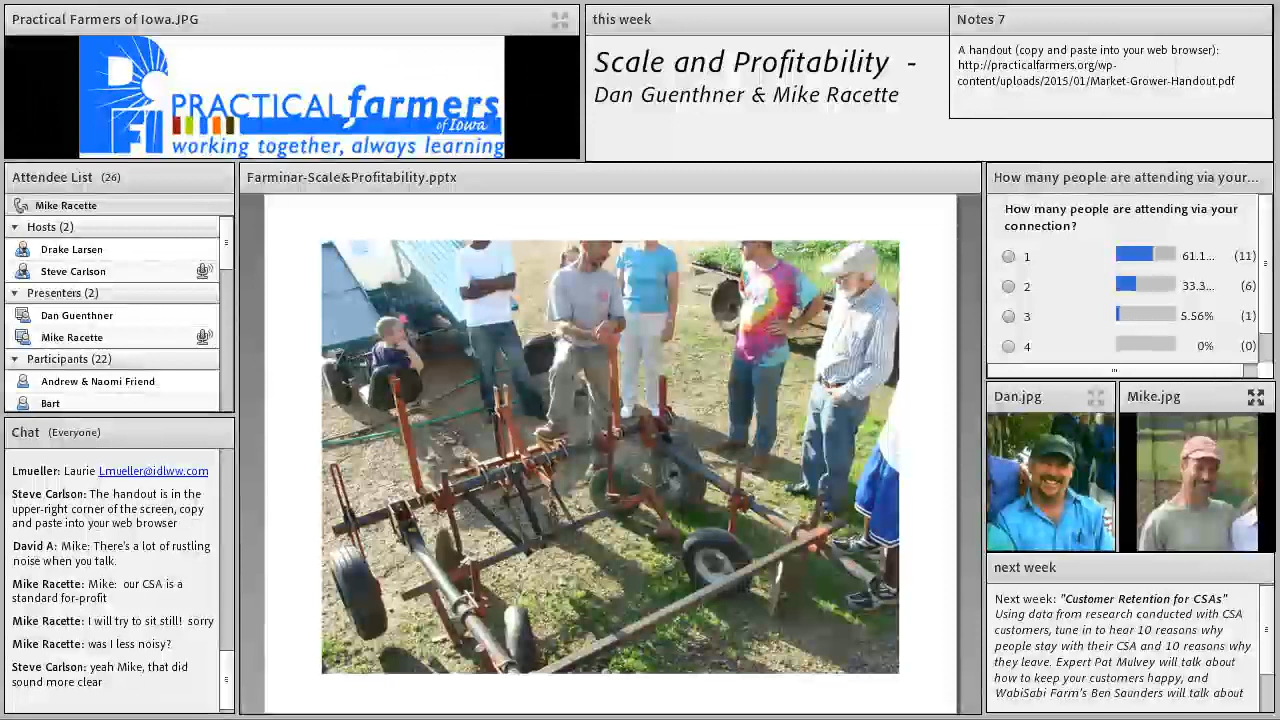 Practical Farmers of Iowa.JPG
PRACTICAL farmers
of Iowa
working together, always learning
PFI
this week
Scale and Profitability -
Dan Guenthner & Mike Racette
Notes 7
A handout (copy and paste into your web browser):
http://practicalfarmers.org/wp-
content/uploads/2015/01/Market-Grower-Handout.pdf
Attendee List (26)
Mike Racette
Hosts (2)
Drake Larsen
Steve Carlson
Presenters (2)
Dan Guenthner
Mike Racette
Participants (22)
Andrew & Naomi Friend
Bart
Chat (Everyone)
Lmueller: Laurie Lmueller@idlww.com
Steve Carlson: The handout is in the
upper-right corner of the screen, copy
and paste into your web browser
David A: Mike: There's a lot of rustling
noise when you talk.
Mike Racette: Mike: our CSA is a
standard for-profit
Mike Racette: I will try to sit still! sorry
Mike Racette: was I less noisy?
Steve Carlson: yeah Mike, that did
sound more clear
Farminar-Scale&Profitability.pptx
How many people are attending via your...
How many people are attending via your
connection?
1 61.1... (11)
2 33.3... (6)
3 5.56% (1)
4 0% (0)
Dan.jpg
Mike.jpg
next week
Next week: "Customer Retention for CSAs"
Using data from research conducted with CSA
customers, tune in to hear 10 reasons why
people stay with their CSA and 10 reasons why
they leave. Expert Pat Mulvey will talk about
how to keep your customers happy, and
WabiSabi Farm's Ben Saunders will talk about